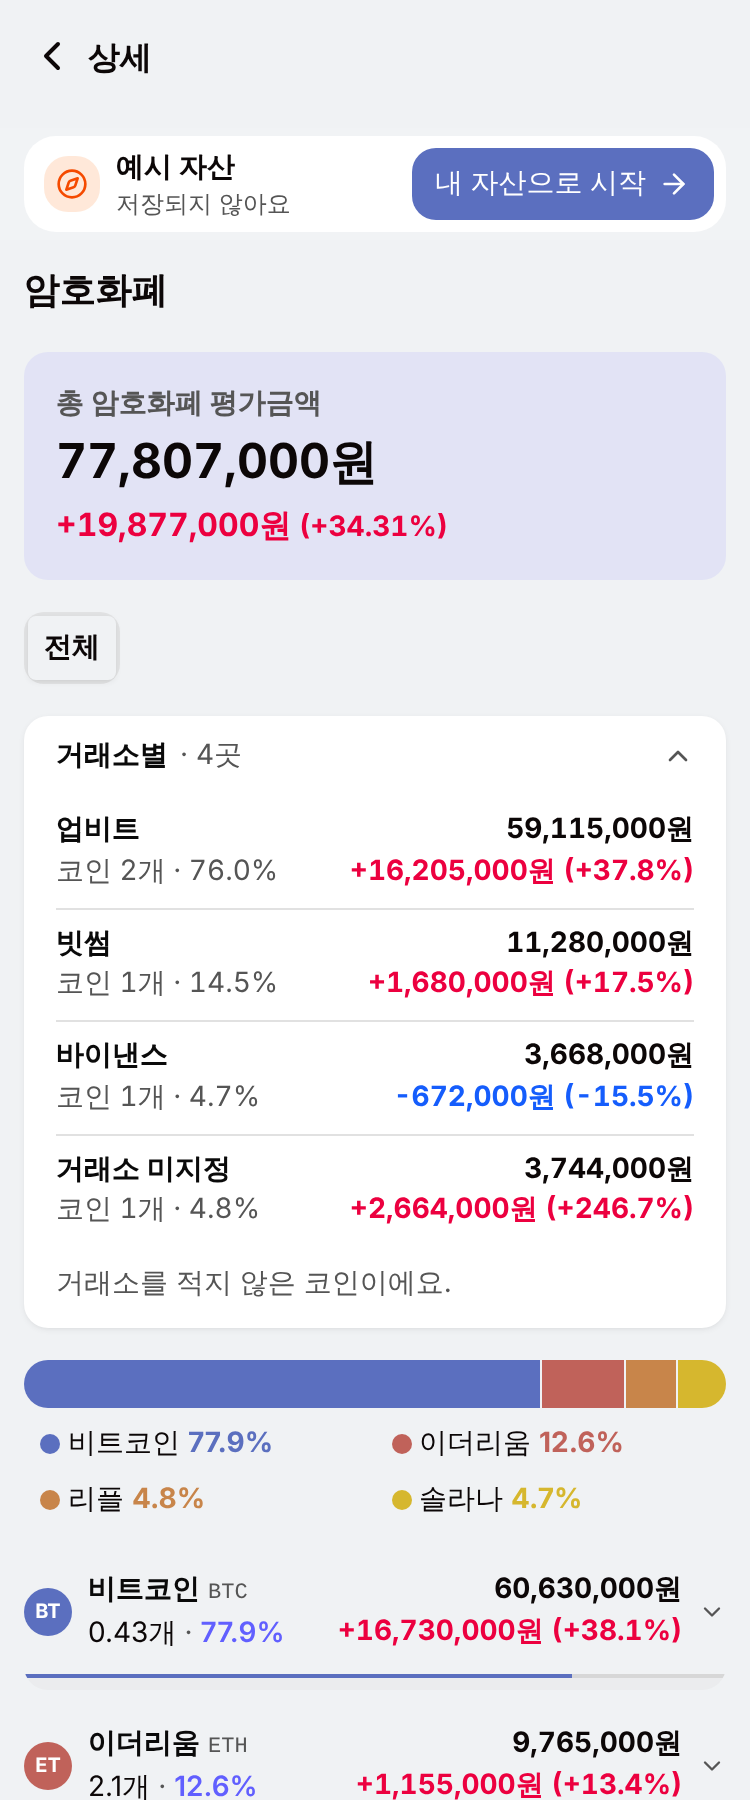 상세
예시 자산
저장되지 않아요
내 자산으로 시작
암호화폐
총 암호화폐 평가금액
77,807,000원
+19,877,000원 (+34.31%)
전체
거래소별 · 4곳
업비트 59,115,000원
코인 2개 · 76.0% +16,205,000원 (+37.8%)
빗썸 11,280,000원
코인 1개 · 14.5% +1,680,000원 (+17.5%)
바이낸스 3,668,000원
코인 1개 · 4.7% -672,000원 (-15.5%)
거래소 미지정 3,744,000원
코인 1개 · 4.8% +2,664,000원 (+246.7%)
거래소를 적지 않은 코인이에요.
비트코인 77.9% 이더리움 12.6%
리플 4.8% 솔라나 4.7%
BT 비트코인 BTC 60,630,000원
0.43개 · 77.9% +16,730,000원 (+38.1%)
ET 이더리움 ETH 9,765,000원
2.1개 · 12.6% +1,155,000원 (+13.4%)